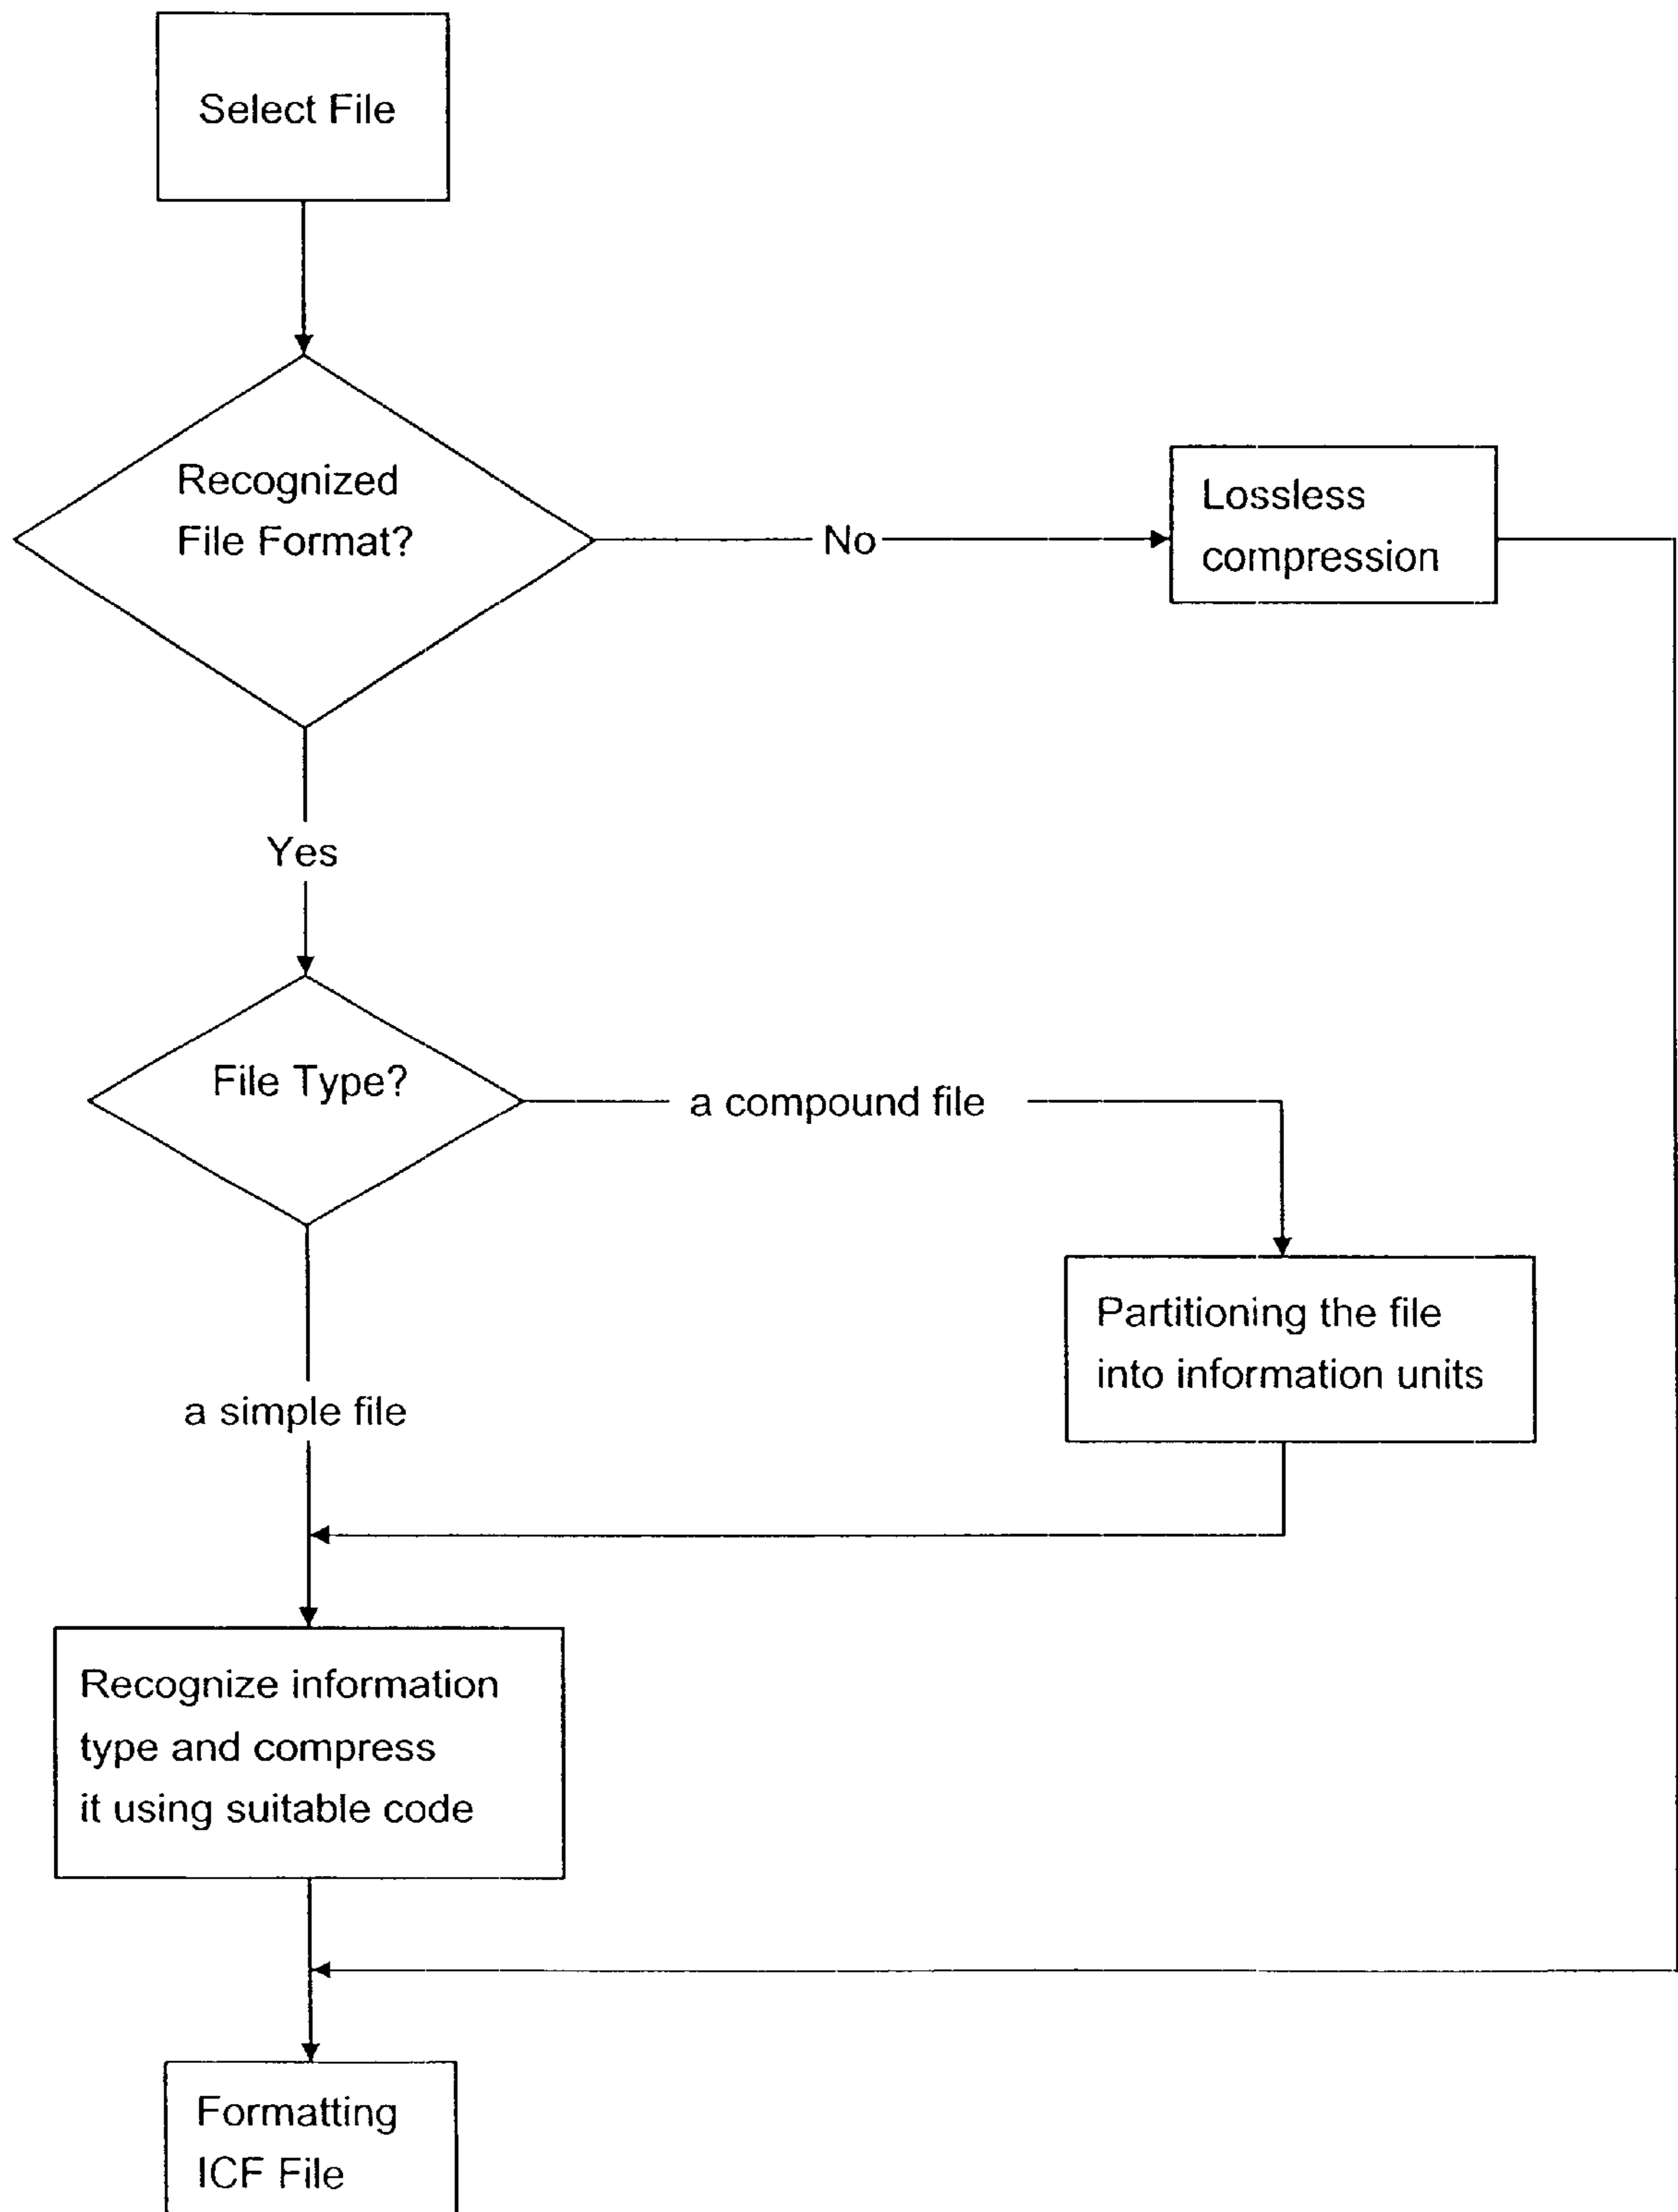 Select File
Recognized
File Format?
No
Lossless
compression
Yes
File Type?
a compound file
Partitioning the file
into information units
a simple file
Recognize information
type and compress
it using suitable code
Formatting
ICF File